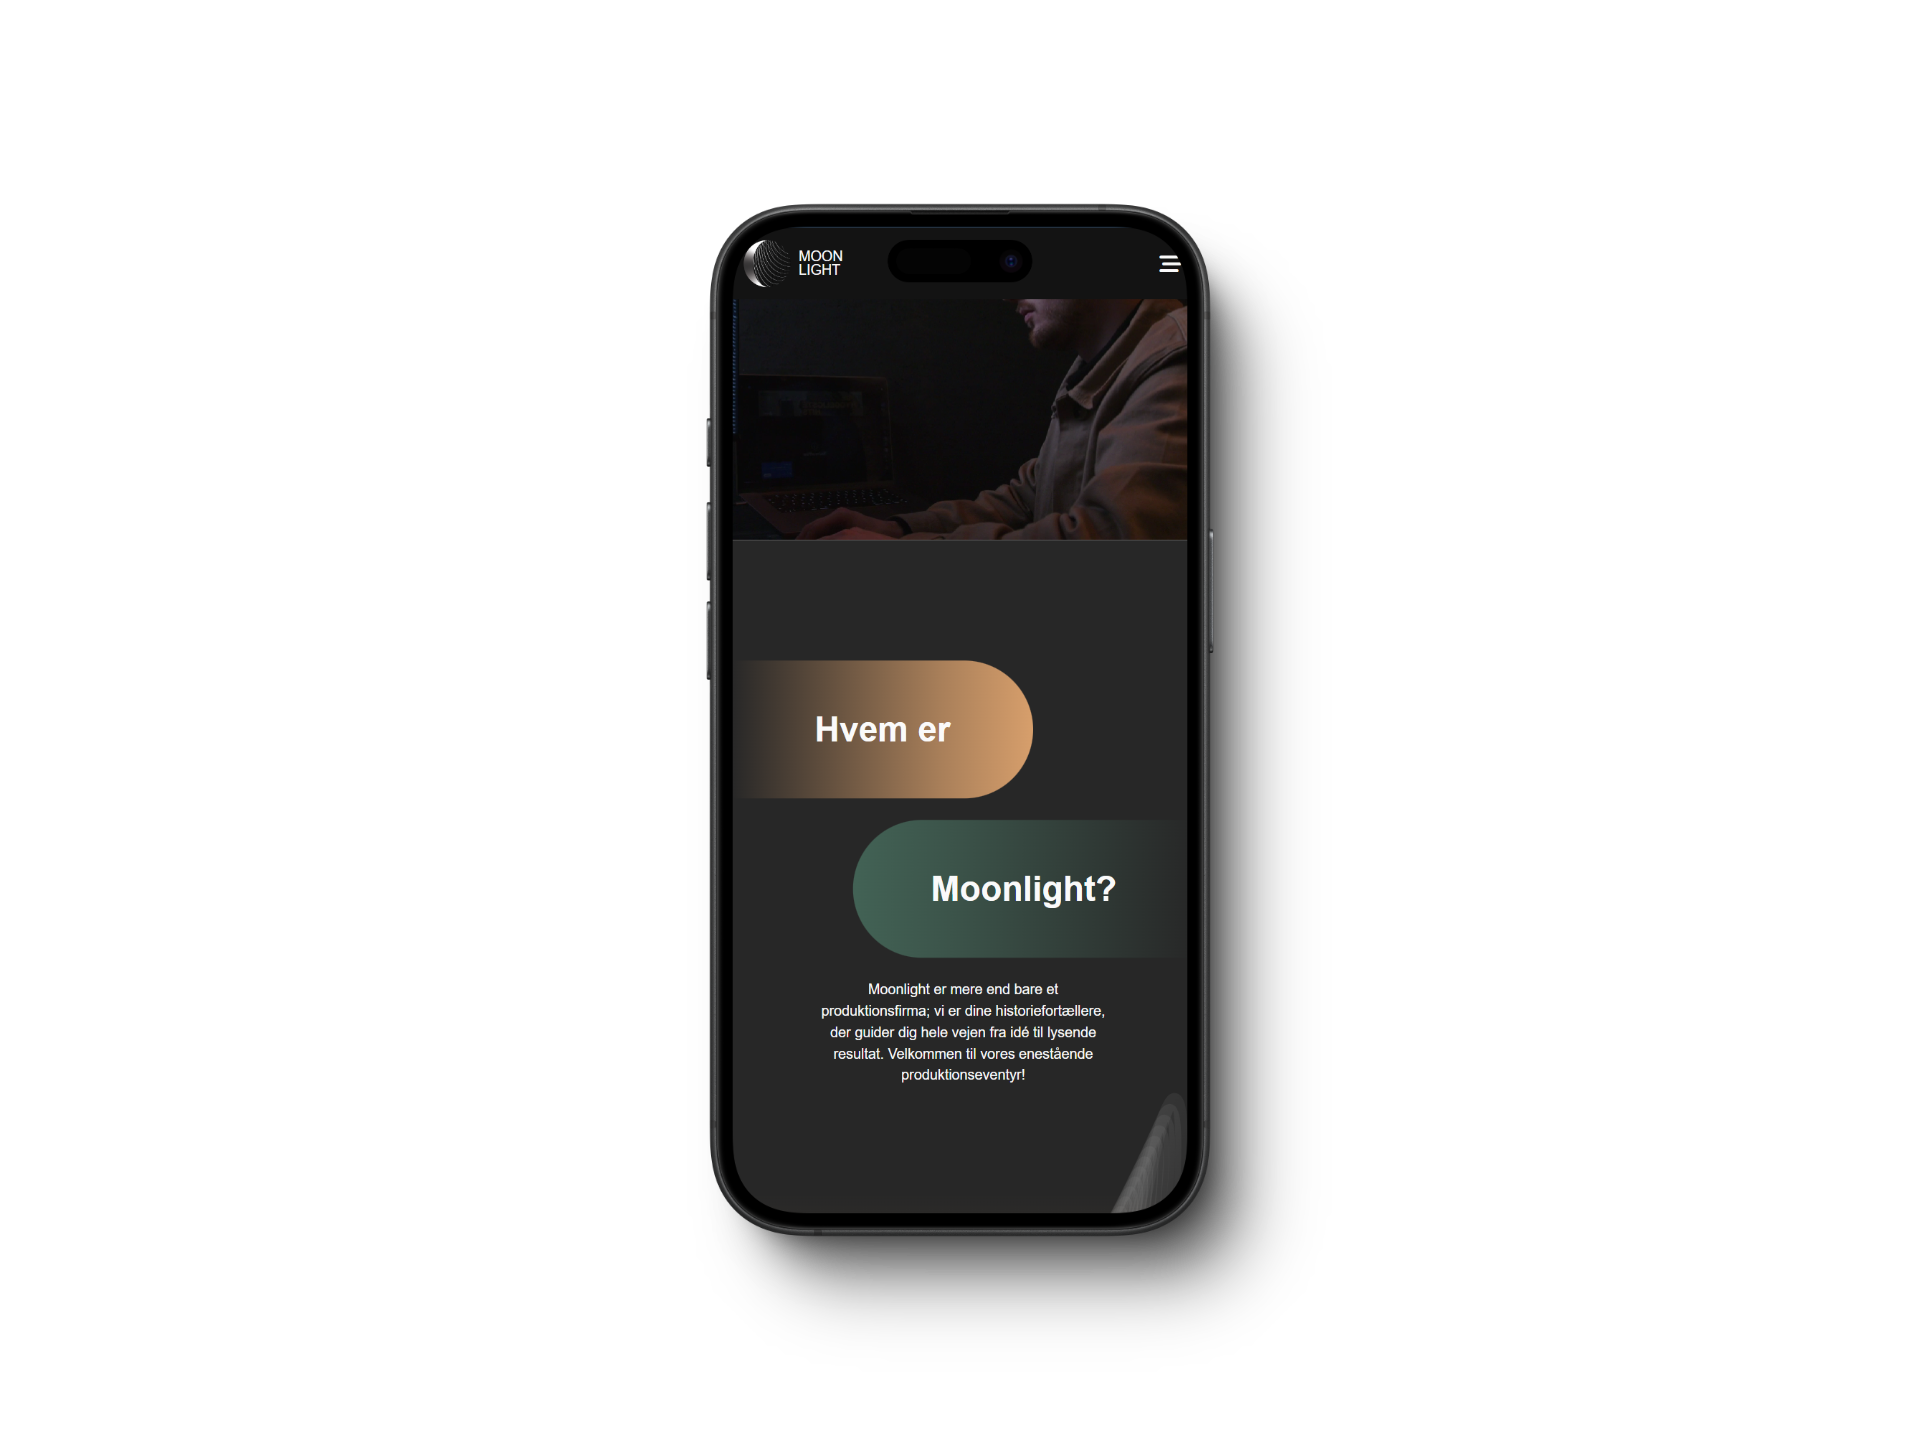 MOON
LIGHT
Hvem er
Moonlight?
Moonlight er mere end bare et
produktionsfirma; vi er dine historiefortællere,
der guider dig hele vejen fra idé til lysende
resultat. Velkommen til vores enestående
produktionseventyr!